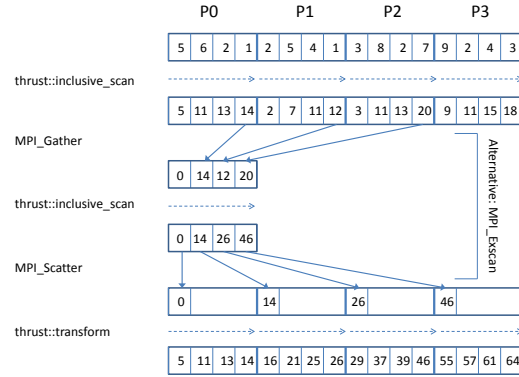 P0 P1 P2 P3
5 6 2 1 2 5 4 1 3 8 2 7 9 2 4 3
thrust::inclusive_scan
5 11 13 14 2 7 11 12 3 11 13 20 9 11 15 18
MPI_Gather
0 14 12 20
thrust::inclusive_scan
0 14 26 46
MPI_Scatter
Alternative: MPI_Exscan
0 14 26 46
thrust::transform
5 11 13 14 16 21 25 26 29 37 39 46 55 57 61 64